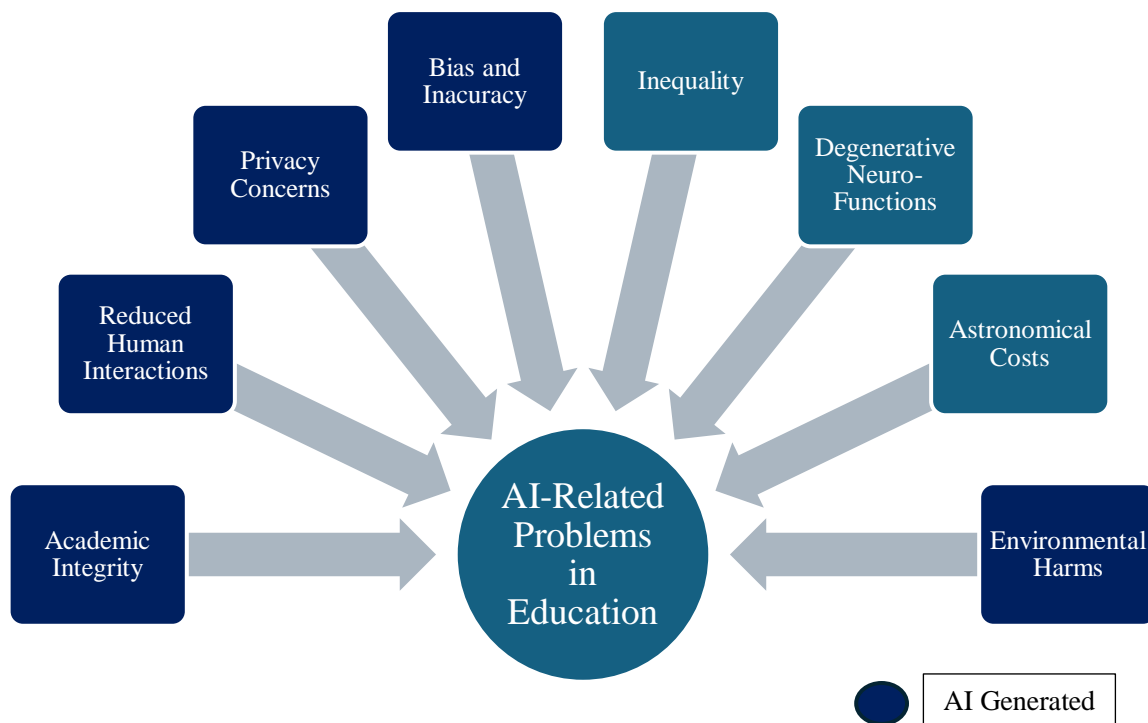 Bias and
Inacuracy
Inequality
Privacy
Concerns
Degenerative
Neuro-
Functions
Reduced
Human
Interactions
Astronomical
Costs
Academic
Integrity
AI-Related
Problems
in
Education
Environmental
Harms
AI Generated